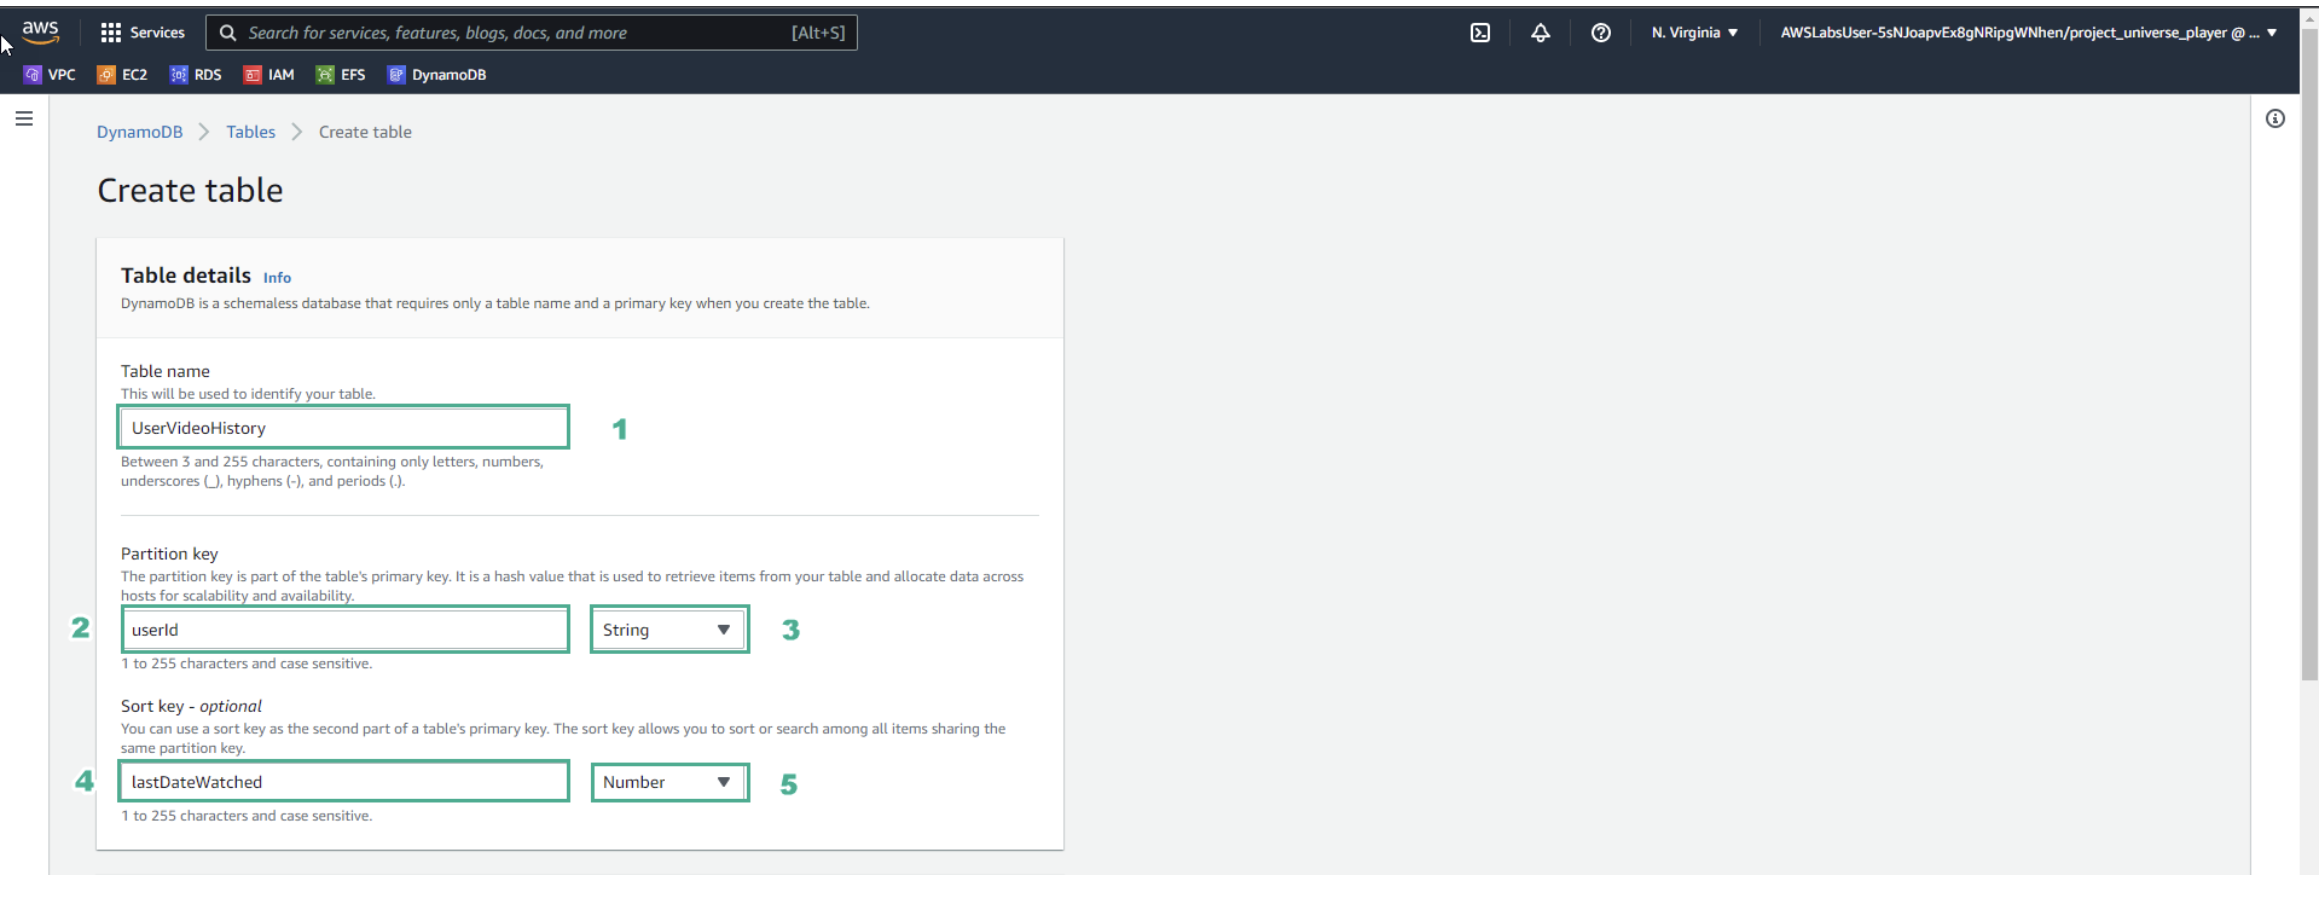 aws Services Search for services, features, blogs, docs, and more [Alt+S] N. Virginia ▼ AWSLabsUser-5sNJoapvEx8gNRipgWNhen/project_universe_player @ ... ▼
VPC EC2 RDS IAM EFS DynamoDB
DynamoDB > Tables > Create table
Create table
Table details Info
DynamoDB is a schemaless database that requires only a table name and a primary key when you create the table.
Table name
This will be used to identify your table.
UserVideoHistory 1
Between 3 and 255 characters, containing only letters, numbers,
underscores (_), hyphens (-), and periods (.).
Partition key
The partition key is part of the table's primary key. It is a hash value that is used to retrieve items from your table and allocate data across
hosts for scalability and availability.
2 userId String ▼ 3
1 to 255 characters and case sensitive.
Sort key - optional
You can use a sort key as the second part of a table's primary key. The sort key allows you to sort or search among all items sharing the
same partition key.
4 lastDateWatched Number ▼ 5
1 to 255 characters and case sensitive.